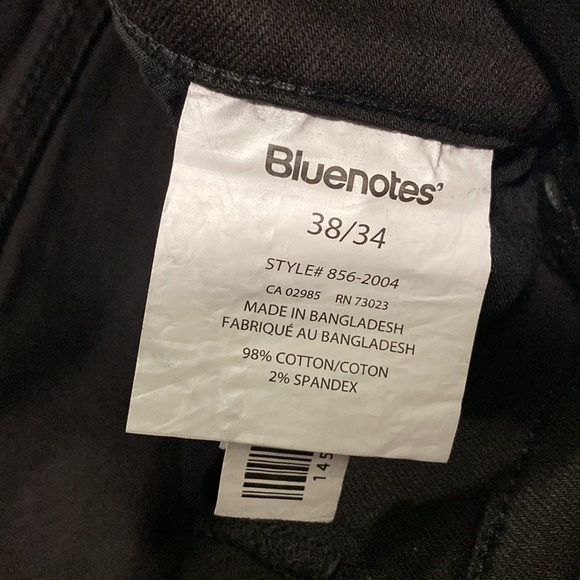 Bluenotes'
38/34
STYLE# 856-2004
CA 02985 RN 73023
MADE IN BANGLADESH
FABRIQUÉ AU BANGLADESH
98% COTTON/COTON
2% SPANDEX
145